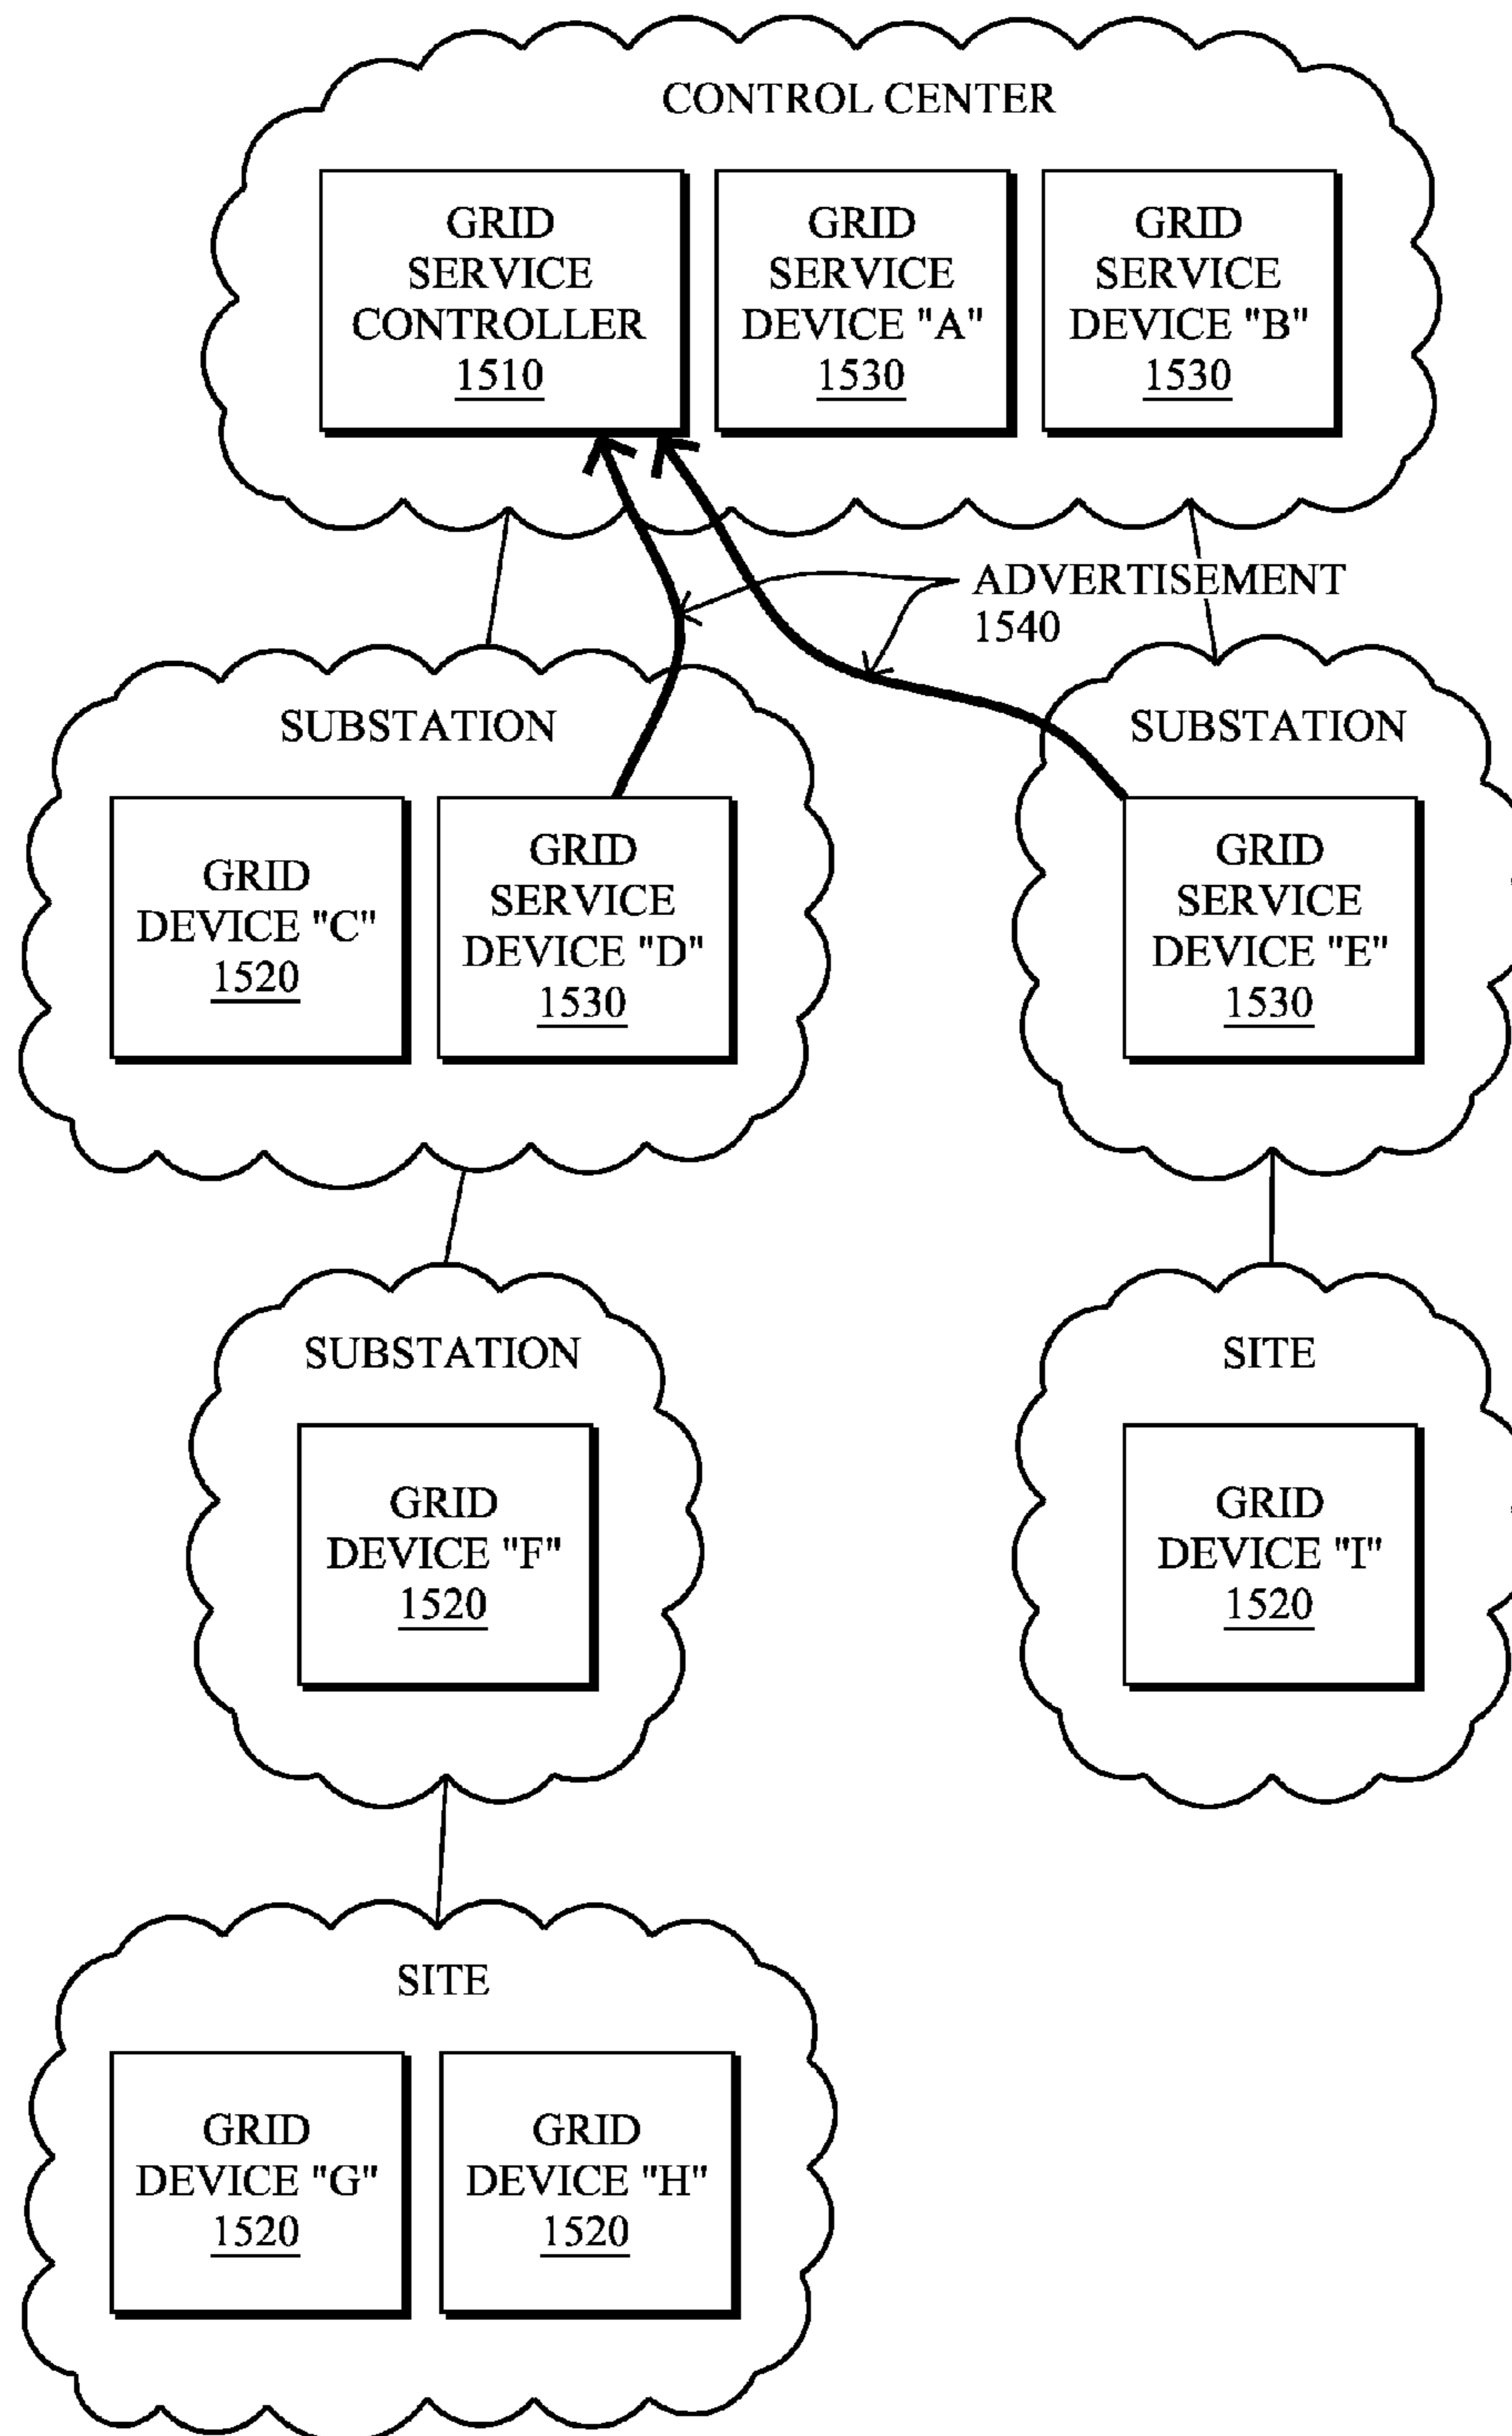 CONTROL CENTER
GRID
SERVICE
CONTROLLER
1510
GRID
SERVICE
DEVICE "A"
1530
GRID
SERVICE
DEVICE "B"
1530
ADVERTISEMENT
1540
SUBSTATION
GRID
DEVICE "C"
1520
GRID
SERVICE
DEVICE "D"
1530
SUBSTATION
GRID
SERVICE
DEVICE "E"
1530
SUBSTATION
GRID
DEVICE "F"
1520
SITE
GRID
DEVICE "I"
1520
SITE
GRID
DEVICE "G"
1520
GRID
DEVICE "H"
1520